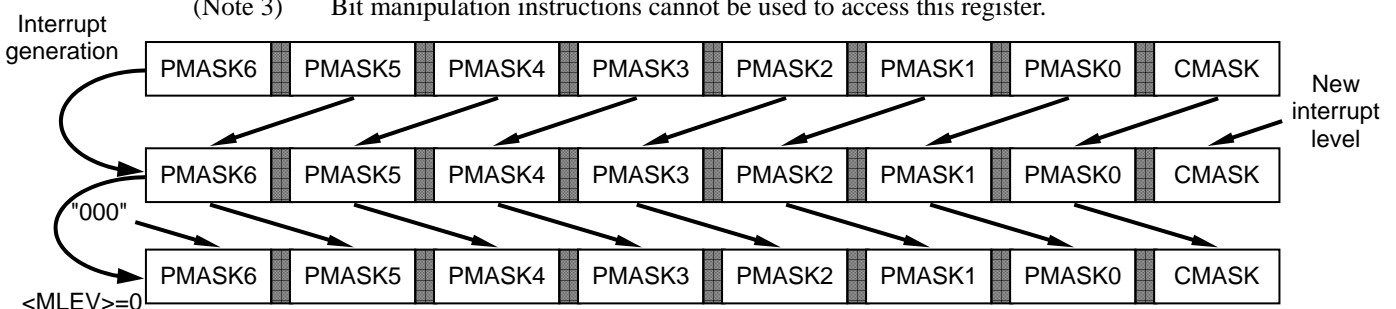 (Note 3) Bit manipulation instructions cannot be used to access this register.
Interrupt
generation
PMASK6 PMASK5 PMASK4 PMASK3 PMASK2 PMASK1 PMASK0 CMASK
New
interrupt
level
PMASK6 PMASK5 PMASK4 PMASK3 PMASK2 PMASK1 PMASK0 CMASK
"000"
PMASK6 PMASK5 PMASK4 PMASK3 PMASK2 PMASK1 PMASK0 CMASK
<MLEV>=0